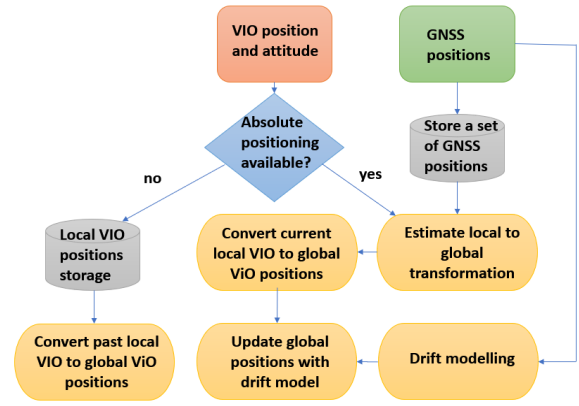 VIO position
and attitude
GNSS
positions
Absolute
positioning
available?
Store a set
of GNSS
positions
no
yes
Local VIO
positions
storage
Convert current
local VIO to global
ViO positions
Estimate local to
global
transformation
Convert past local
VIO to global ViO
positions
Update global
positions with
drift model
Drift modelling